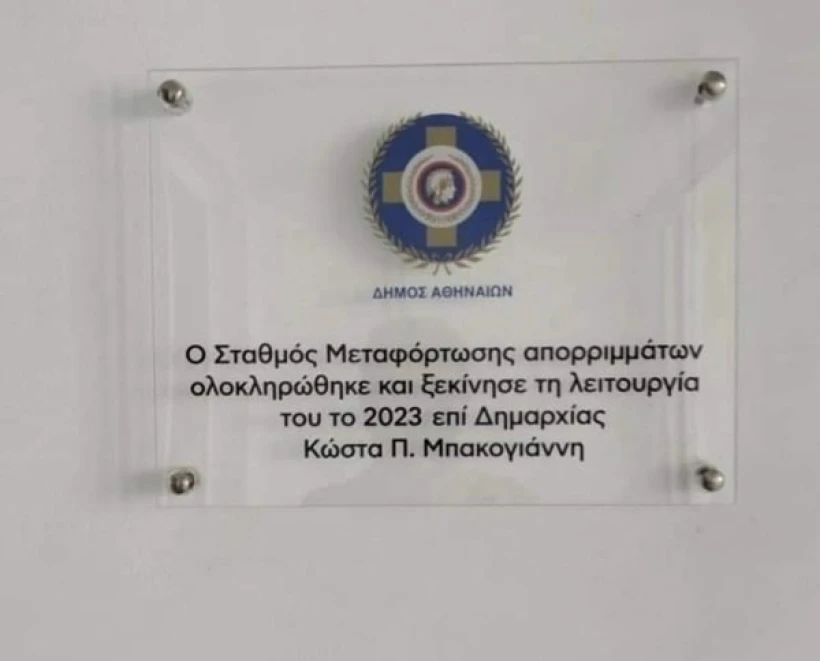 ΔΗΜΟΣ ΑΘΗΝΑΙΩΝ
Ο Σταθμός Μεταφόρτωσης απορριμμάτων
ολοκληρώθηκε και ξεκίνησε τη λειτουργία
του το 2023 επί Δημαρχίας
Κώστα Π. Μπακογιάννη